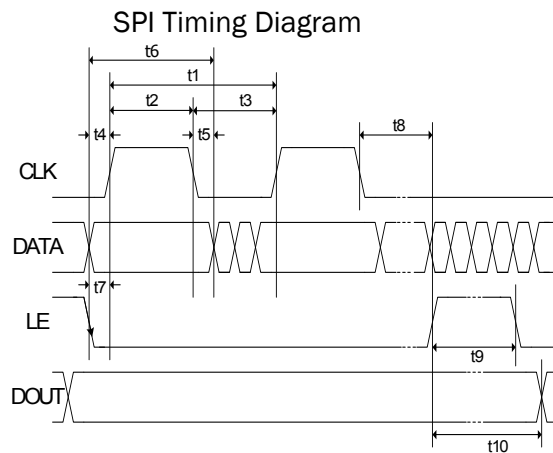 SPI Timing Diagram
t6
t1
t2 t3
t4 t5 t8
CLK
DATA
t7
LE
t9
DOUT
t10